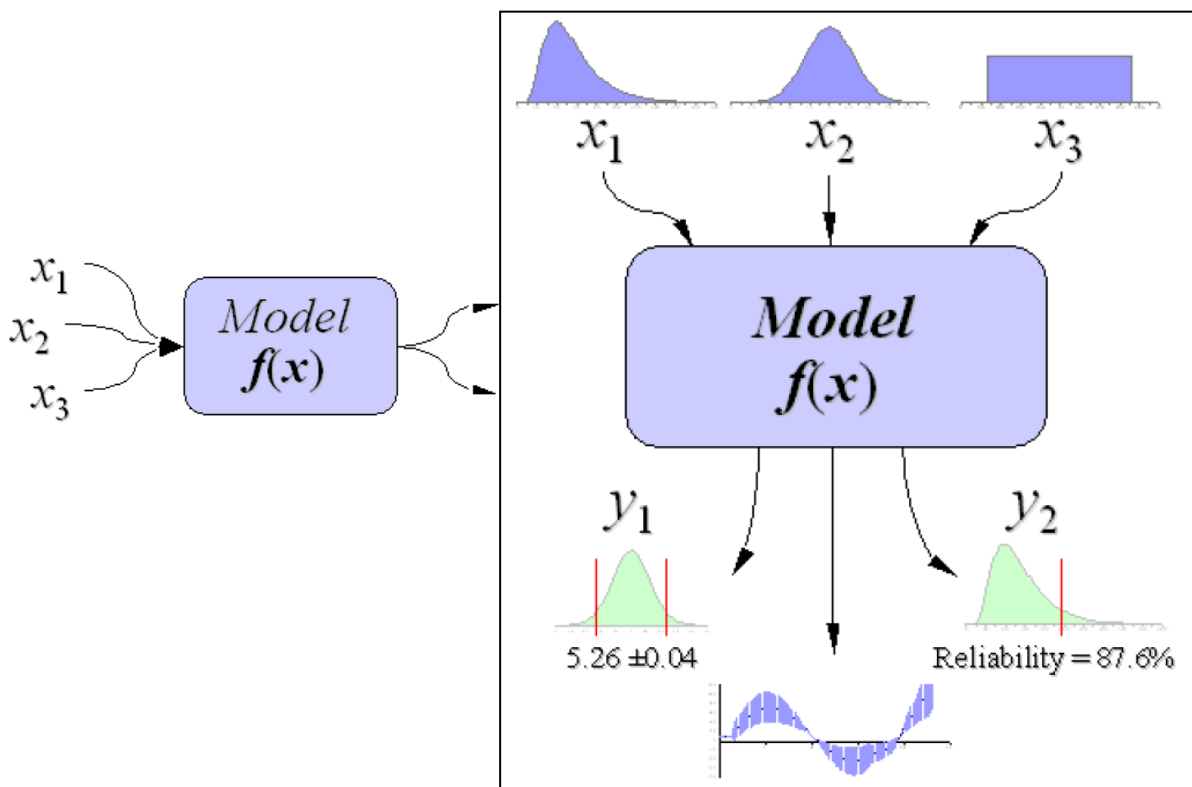 x₁
x₂
x₃
Model
f(x)
x₁ x₂ x₃
Model
f(x)
y₁ y₂
5.26 ±0.04 Reliability = 87.6%